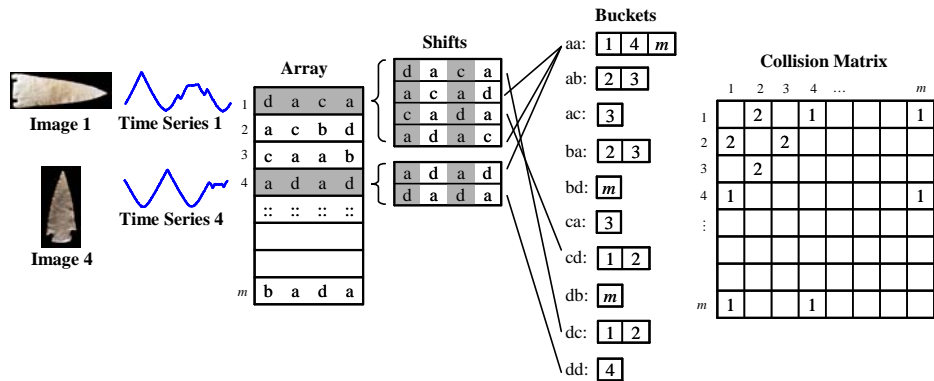 Buckets
Shifts
Array
Collision Matrix
Image 1
Time Series 1
Image 4
Time Series 4
1 d a c a
2 a c b d
3 c a a b
4 a d a d
:: :: :: ::
m b a d a
d a c a
a c a d
c a d a
a d a c
a d a d
d a d a
aa: 1 4 m
ab: 2 3
ac: 3
ba: 2 3
bd: m
ca: 3
cd: 1 2
db: m
dc: 1 2
dd: 4
1 2 3 4 … m
1 2 1 1
2 2 3
3 2
4 1 1
⋮
m 1 1